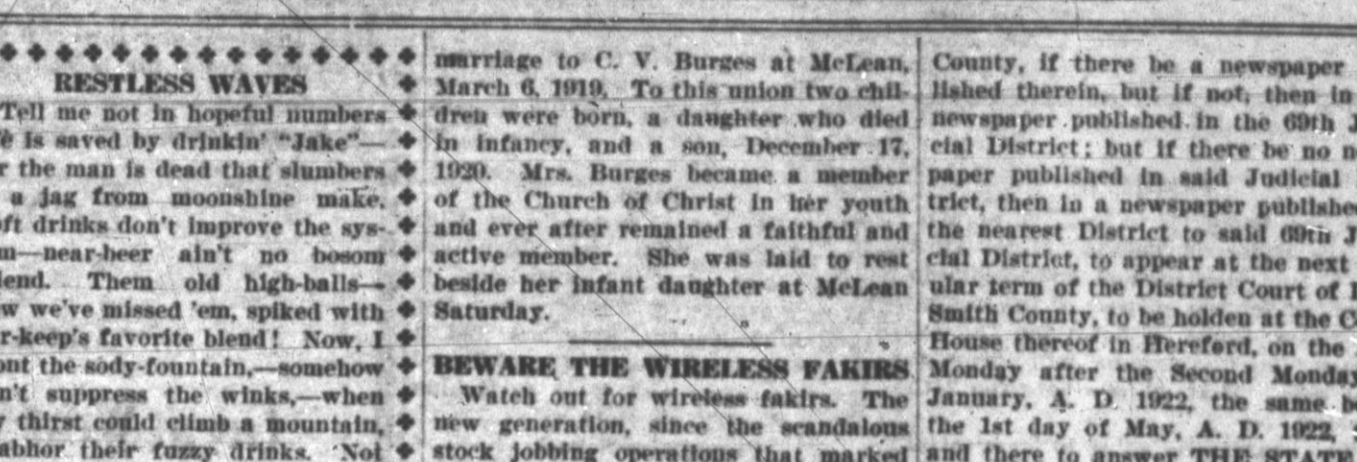 RESTLESS WAVES
Tell me not in hopeful numbers
is saved by drinkin' "Jake"—
the man is dead that slumbers
a jag from moonshine make.
drinks don't improve the sys-
near-beer ain't no bosom
Them old high-balls—
we've missed 'em, spiked with
favorite blend! Now, I
the sody-fountain,—somehow
suppress the winks,—when
thirst could climb a mountain,
abhor their fuzzy drinks. Not
marriage to C. V. Burges at McLean,
March 6, 1919. To this union two chil-
dren were born, a daughter who died
in infancy, and a son, December 17,
1920. Mrs. Burges became a member
of the Church of Christ in her youth
and ever after remained a faithful and
active member. She was laid to rest
beside her infant daughter at McLean
Saturday.
BEWARE THE WIRELESS FAKIRS
Watch out for wireless fakirs. The
new generation, since the scandalous
stock jobbing operations that marked
County, if there be a newspaper
lished therein, but if not, then in
newspaper published in the 69th J
cial District; but if there be no n
paper published in said Judicial
trict, then in a newspaper publishe
the nearest District to said 69th J
cial District, to appear at the next
ular term of the District Court of
Smith County, to be holden at the C
House thereof in Hereford, on the
Monday after the Second Monday
January, A. D. 1922, the same b
the 1st day of May, A. D. 1922,
and there to answer THE STATE